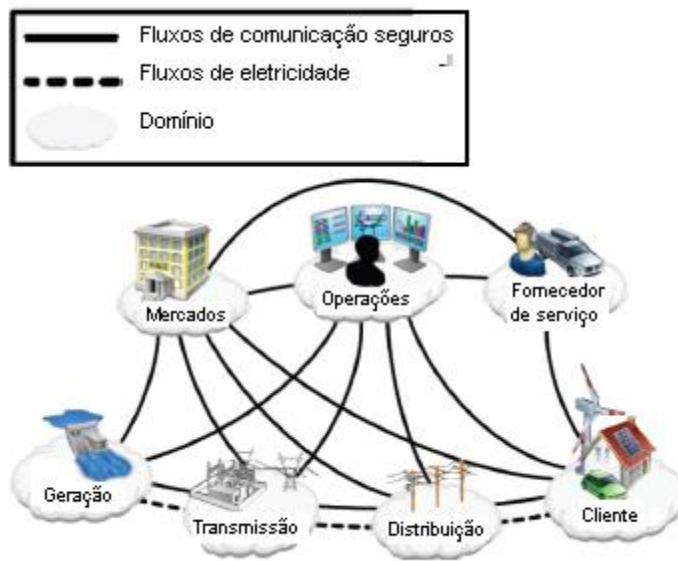 Fluxos de comunicação seguros
Fluxos de eletricidade
Domínio
Mercados
Operações
Fornecedor
de serviço
Geração
Transmissão
Distribuição
Cliente